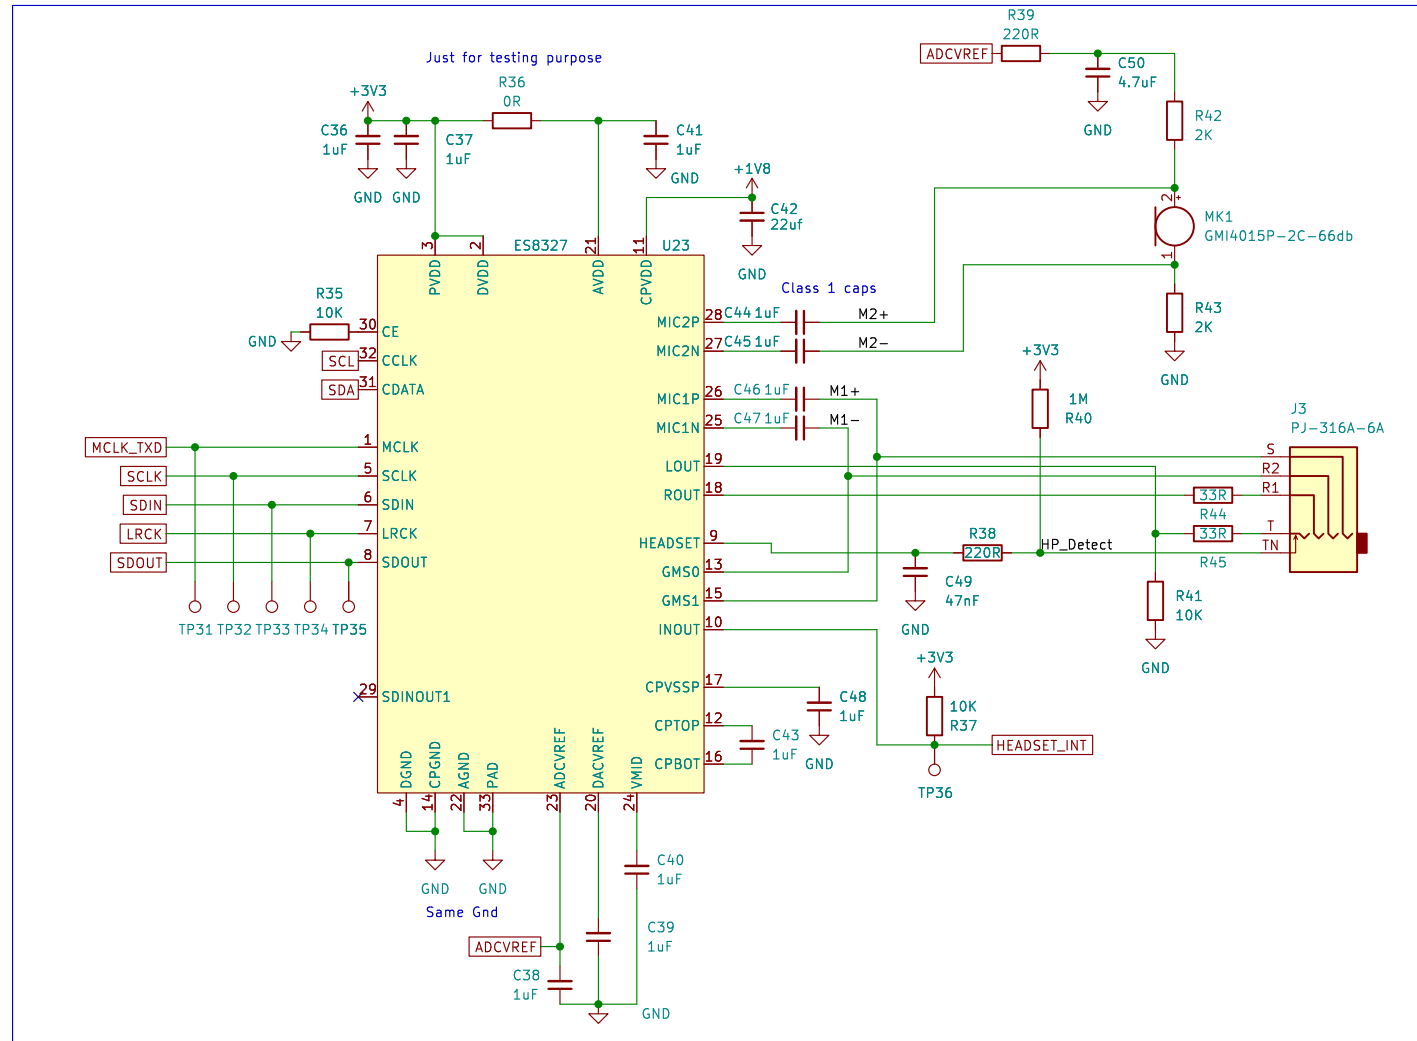 R39
220R
ADCVREF
C50
4.7uF
GND
Just for testing purpose
R36
0R
+3V3
C36
1uF
C37
1uF
GND
GND
C41
1uF
GND
+1V8
C42
22uf
GND
R42
2K
2
+
MK1
GMI4015P-2C-66db
1
R43
2K
GND
3
2
21
11
ES8327
U23
PVDD
DVDD
AVDD
CPVDD
Class 1 caps
R35
10K
GND
30
CE
SCL
32
CCLK
SDA
31
CDATA
MCLK_TXD
1
MCLK
SCLK
5
SCLK
SDIN
6
SDIN
LRCK
7
LRCK
SDOUT
8
SDOUT
TP31
TP32
TP33
TP34
TP35
29
SDINOUT1
MIC2P
28
C44
1uF
M2+
MIC2N
27
C45
1uF
M2-
MIC1P
26
C46
1uF
M1+
MIC1N
25
C47
1uF
M1-
LOUT
19
ROUT
18
HEADSET
9
GMS0
13
GMS1
15
INOUT
10
CPVSSP
17
CPTOP
12
CPBOT
16
+3V3
1M
R40
J3
PJ-316A-6A
S
R2
R1
T
TN
33R
R44
33R
R45
R38
220R
HP_Detect
C49
47nF
GND
R41
10K
GND
+3V3
10K
R37
HEADSET_INT
TP36
C48
1uF
GND
C43
1uF
DGND
CPGND
AGND
PAD
ADCVREF
DACVREF
VMID
4
14
22
33
23
20
24
GND
GND
Same Gnd
C40
1uF
C39
1uF
ADCVREF
C38
1uF
GND